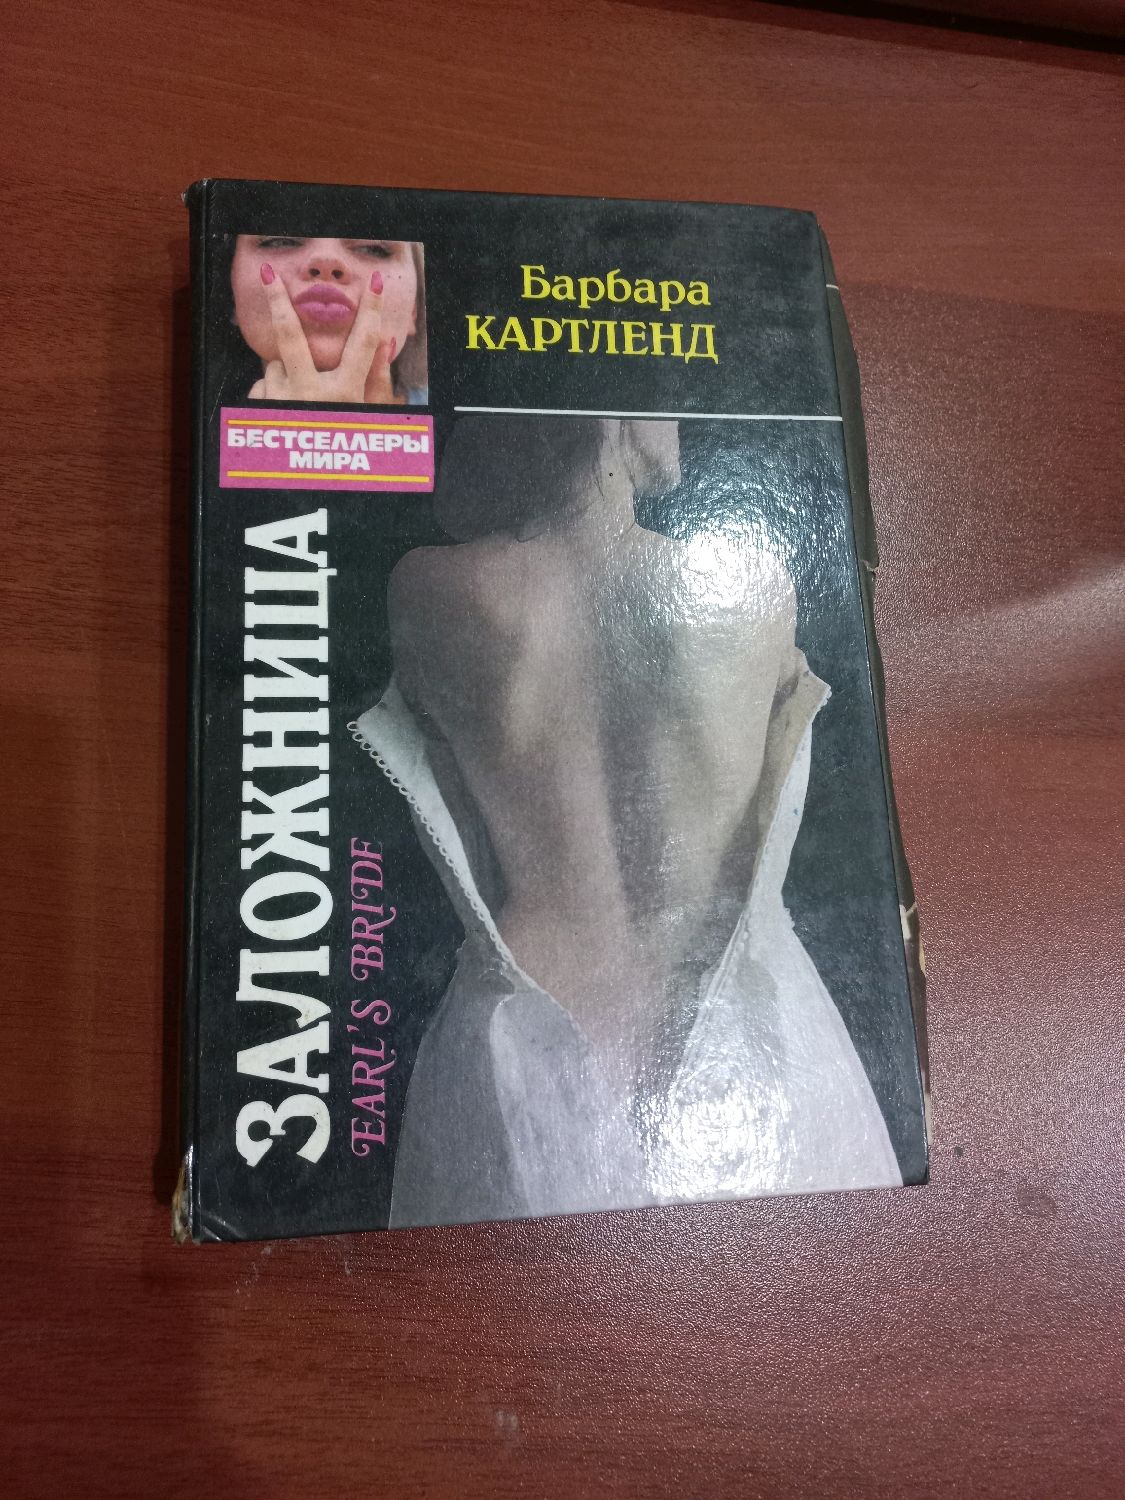 Барбара
КАРТЛЕНД
БЕСТСЕЛЛЕРЫ
МИРА
ЗАЛОЖНИЦА
EARL'S BRIDE